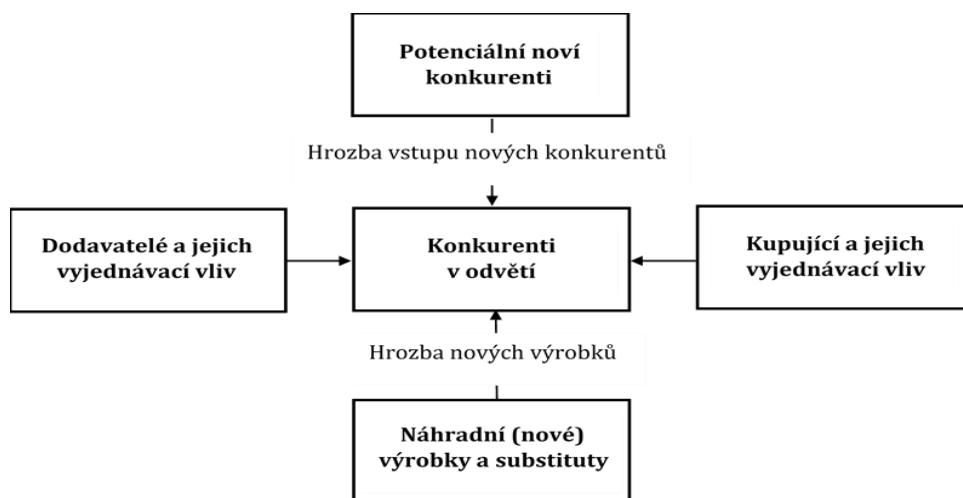 Potenciální noví
konkurenti
Hrozba vstupu nových konkurentů
Dodavatelé a jejich
vyjednávací vliv
Konkurenti
v odvětí
Kupující a jejich
vyjednávací vliv
Hrozba nových výrobků
Náhradní (nové)
výrobky a substituty